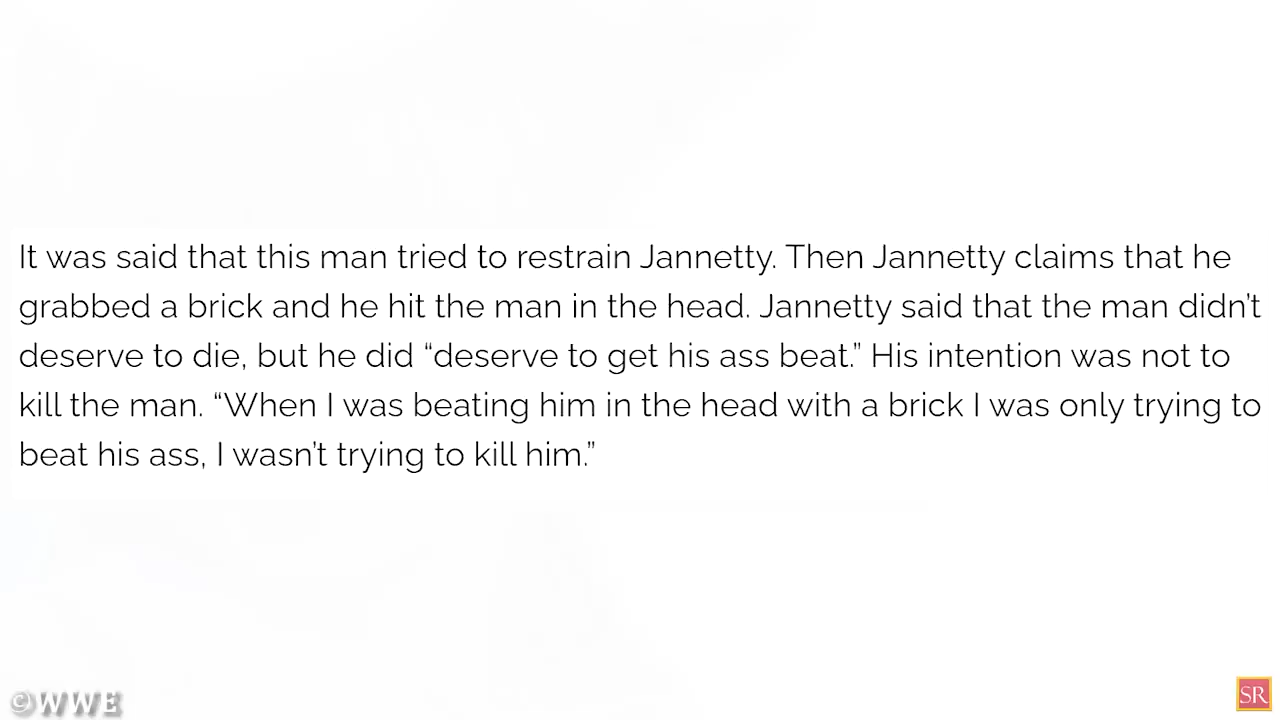 It was said that this man tried to restrain Jannetty. Then Jannetty claims that he
grabbed a brick and he hit the man in the head. Jannetty said that the man didn’t
deserve to die, but he did “deserve to get his ass beat.” His intention was not to
kill the man. “When I was beating him in the head with a brick I was only trying to
beat his ass, I wasn’t trying to kill him.”
©WWE
SR